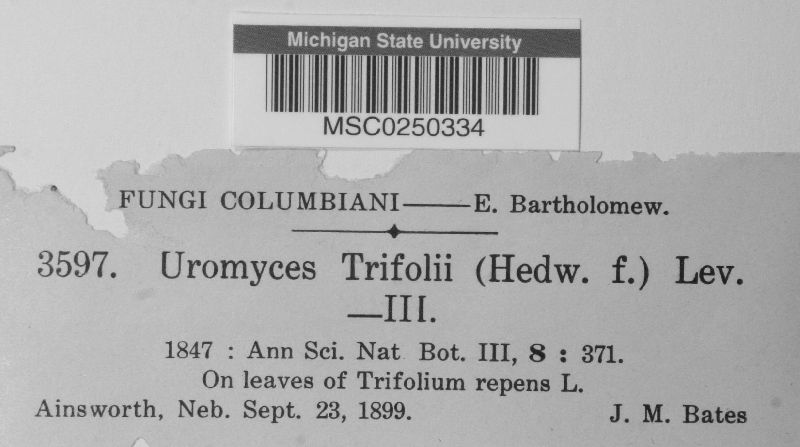 Michigan State University
MSC0250334
FUNGI COLUMBIANI——E. Bartholomew.
3597. Uromyces Trifolii (Hedw. f.) Lev.
—III.
1847 : Ann Sci. Nat Bot. III, 8 : 371.
On leaves of Trifolium repens L.
Ainsworth, Neb. Sept. 23, 1899. J. M. Bates